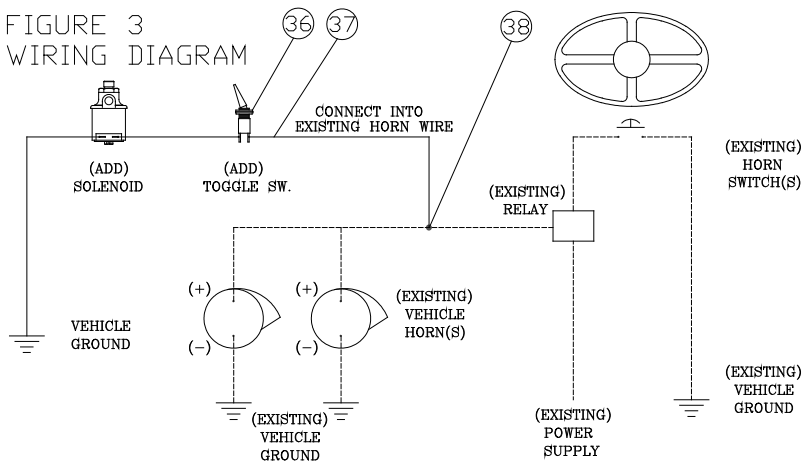 FIGURE 3
WIRING DIAGRAM
36
37
38
CONNECT INTO
EXISTING HORN WIRE
(ADD)
SOLENOID
(ADD)
TOGGLE SW.
(EXISTING)
RELAY
(EXISTING)
HORN
SWITCH(S)
(+)
(-)
(+)
(-)
(EXISTING)
VEHICLE
HORN(S)
VEHICLE
GROUND
(EXISTING)
VEHICLE
GROUND
(EXISTING)
POWER
SUPPLY
(EXISTING)
VEHICLE
GROUND